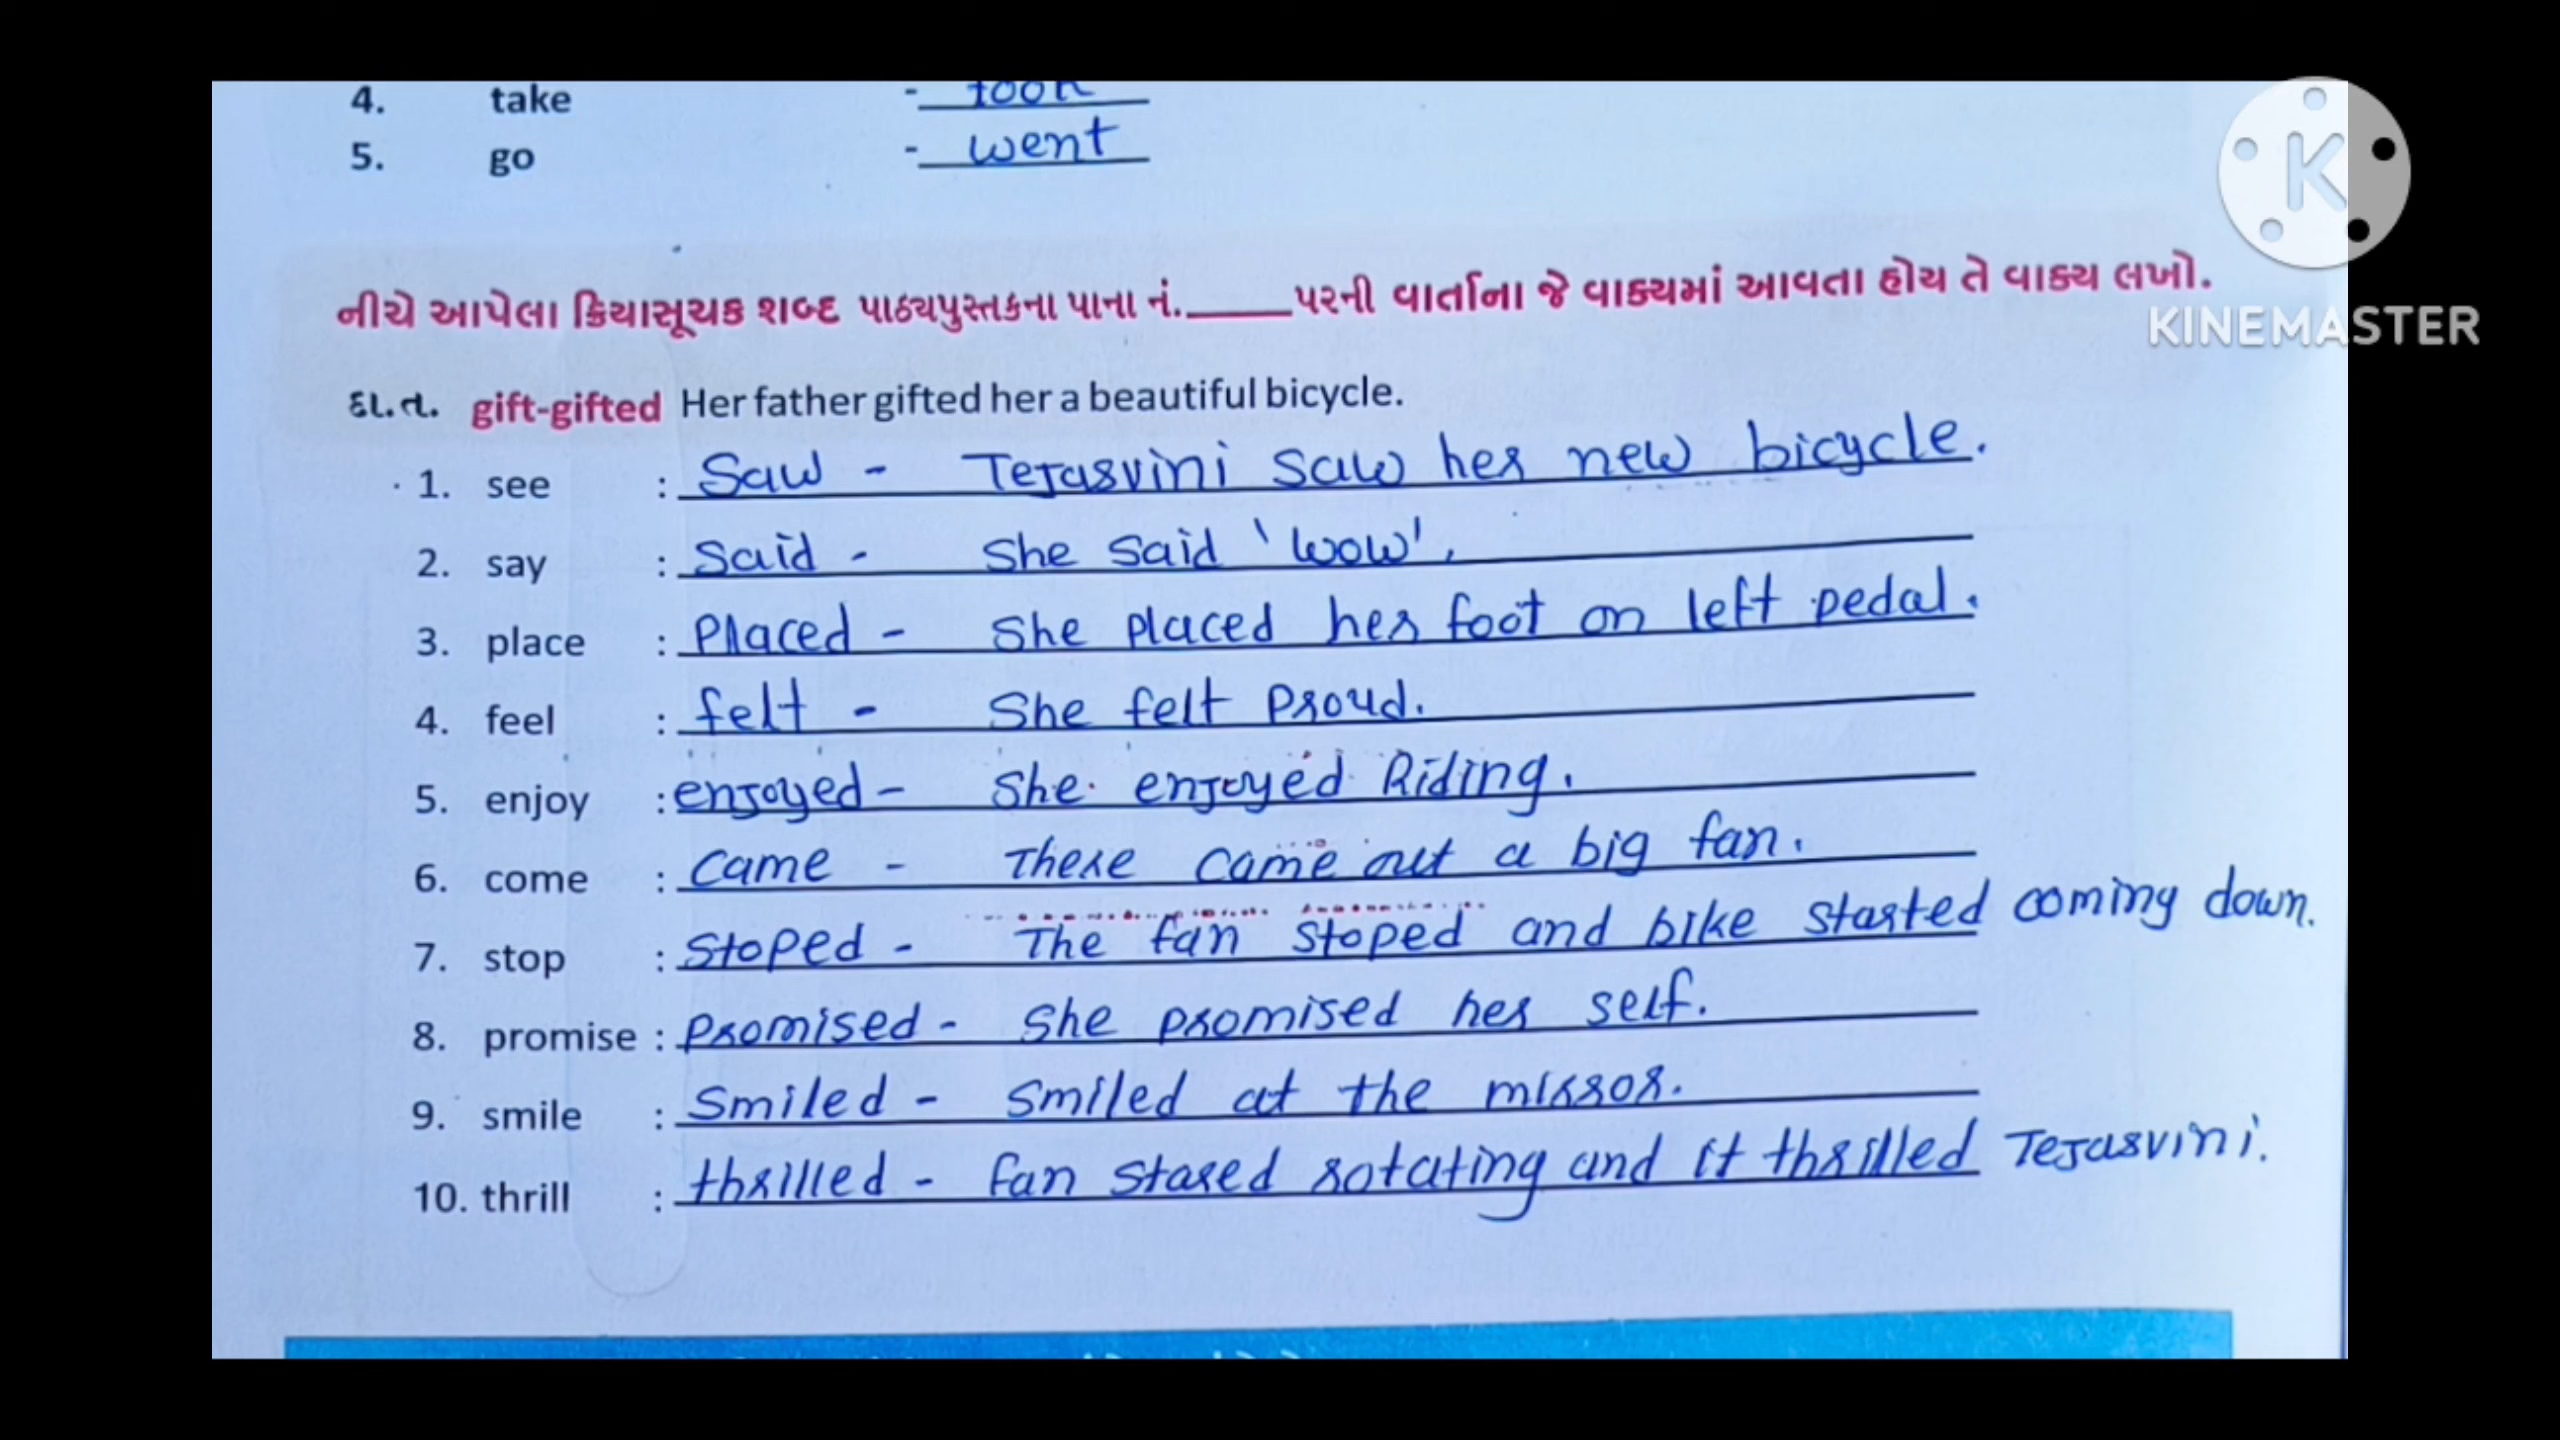 4. take - took
5. go - went
નીચે આપેલા ક્રિયાસૂચક શબ્દ પાઠ્યપુસ્તકના પાના નં.____પરની વાર્તાના જે વાક્યમાં આવતા હોય તે વાક્ય લખો.
KINEMASTER
દા.ત. gift-gifted Her father gifted her a beautiful bicycle.
1. see : Saw - Tejasvini saw her new bicycle.
2. say : Said - She said 'wow'.
3. place : Placed - She placed her foot on left pedal.
4. feel : felt - She felt Proud.
5. enjoy : enjoyed - She enjoyed Riding.
6. come : Came - There came out a big fan.
7. stop : Stoped - The fan stoped and bike started coming down.
8. promise : Promised - She promised her self.
9. smile : Smiled - Smiled at the mirror.
10. thrill : thrilled - fan stared rotating and it thrilled Tejasvini.